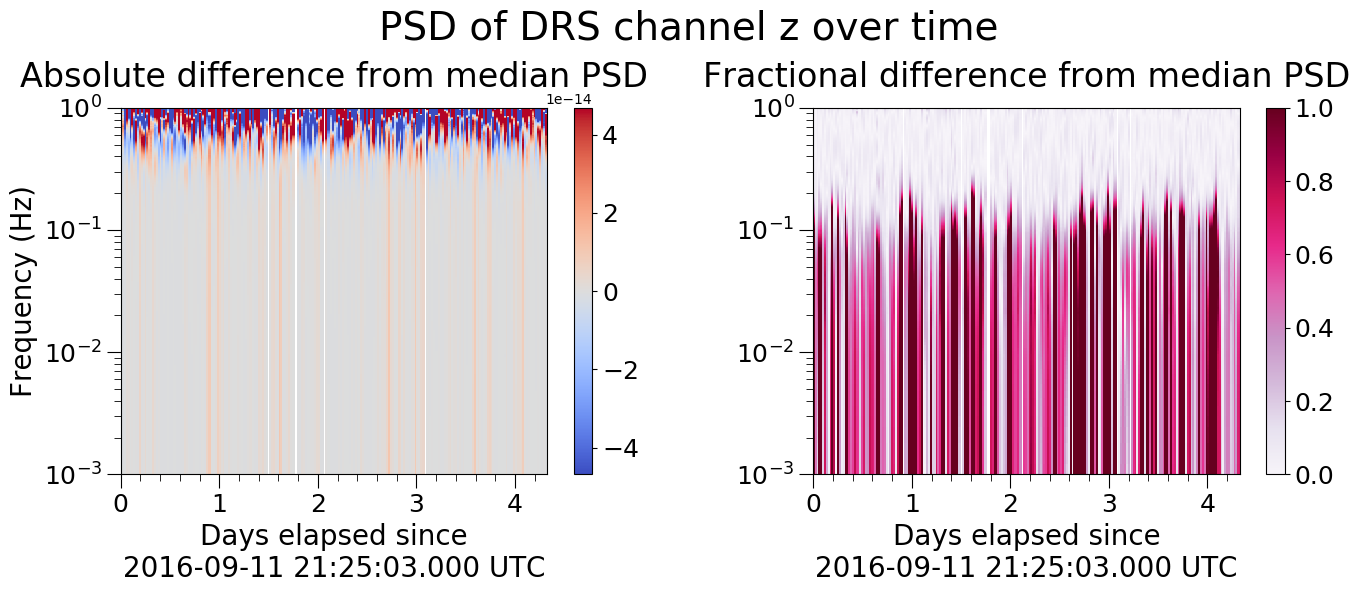 PSD of DRS channel z over time
Absolute difference from median PSD
Fractional difference from median PSD
1e−14
Frequency (Hz)
10⁰
10⁻¹
10⁻²
10⁻³
0 1 2 3 4
4
2
0
−2
−4
Days elapsed since
2016-09-11 21:25:03.000 UTC
10⁰
10⁻¹
10⁻²
10⁻³
0 1 2 3 4
1.0
0.8
0.6
0.4
0.2
0.0
Days elapsed since
2016-09-11 21:25:03.000 UTC